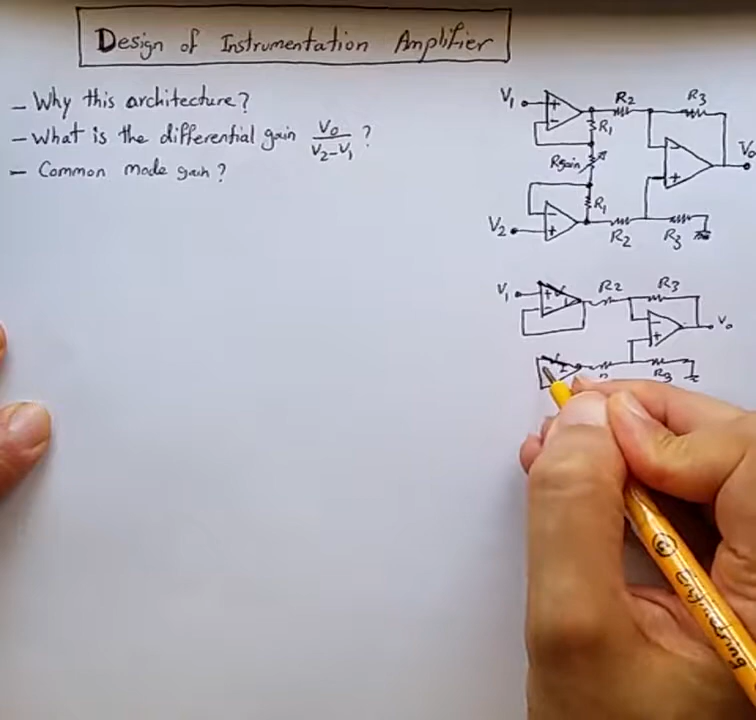 Design of Instrumentation Amplifier
- Why this architecture?
- What is the differential gain Vo/V2-V1 ?
- Common mode gain?
V1 + - R2 R3
R1
Rgain
- + Vo
R1
V2 - + R2 R3
V1 + - R2 R3
- + Vo
R3
Engineering